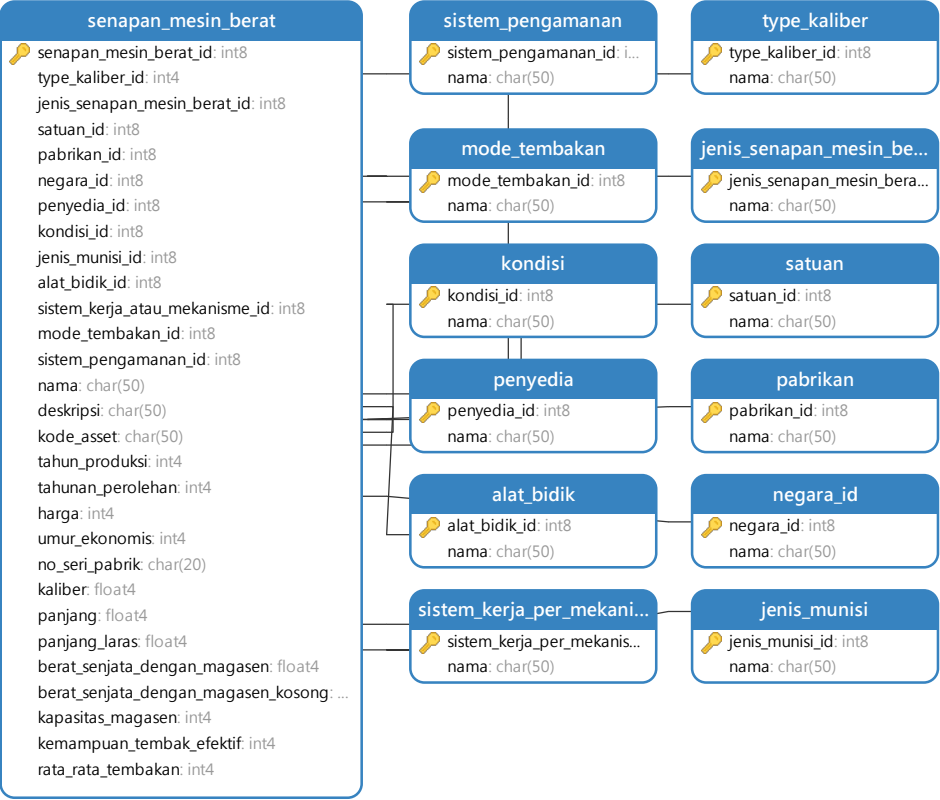 senapan_mesin_berat
senapan_mesin_berat_id: int8
type_kaliber_id: int4
jenis_senapan_mesin_berat_id: int8
satuan_id: int8
pabrikan_id: int8
negara_id: int8
penyedia_id: int8
kondisi_id: int8
jenis_munisi_id: int8
alat_bidik_id: int8
sistem_kerja_atau_mekanisme_id: int8
mode_tembakan_id: int8
sistem_pengamanan_id: int8
nama: char(50)
deskripsi: char(50)
kode_asset: char(50)
tahun_produksi: int4
tahunan_perolehan: int4
harga: int4
umur_ekonomis: int4
no_seri_pabrik: char(20)
kaliber: float4
panjang: float4
panjang_laras: float4
berat_senjata_dengan_magasen: float4
berat_senjata_dengan_magasen_kosong: ...
kapasitas_magasen: int4
kemampuan_tembak_efektif: int4
rata_rata_tembakan: int4
sistem_pengamanan
sistem_pengamanan_id: i...
nama: char(50)
type_kaliber
type_kaliber_id: int8
nama: char(50)
mode_tembakan
mode_tembakan_id: int8
nama: char(50)
jenis_senapan_mesin_be...
jenis_senapan_mesin_bera...
nama: char(50)
kondisi
kondisi_id: int8
nama: char(50)
satuan
satuan_id: int8
nama: char(50)
penyedia
penyedia_id: int8
nama: char(50)
pabrikan
pabrikan_id: int8
nama: char(50)
alat_bidik
alat_bidik_id: int8
nama: char(50)
negara_id
negara_id: int8
nama: char(50)
sistem_kerja_per_mekani...
sistem_kerja_per_mekanis...
nama: char(50)
jenis_munisi
jenis_munisi_id: int8
nama: char(50)